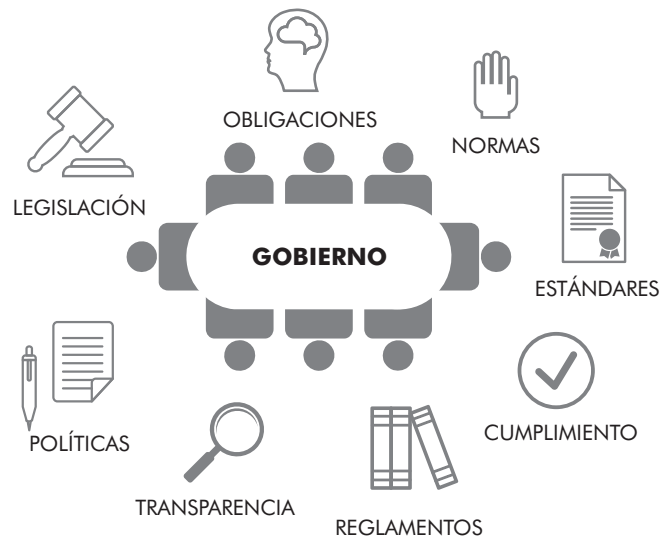 OBLIGACIONES
NORMAS
LEGISLACIÓN
GOBIERNO
ESTÁNDARES
POLÍTICAS
CUMPLIMIENTO
TRANSPARENCIA
REGLAMENTOS